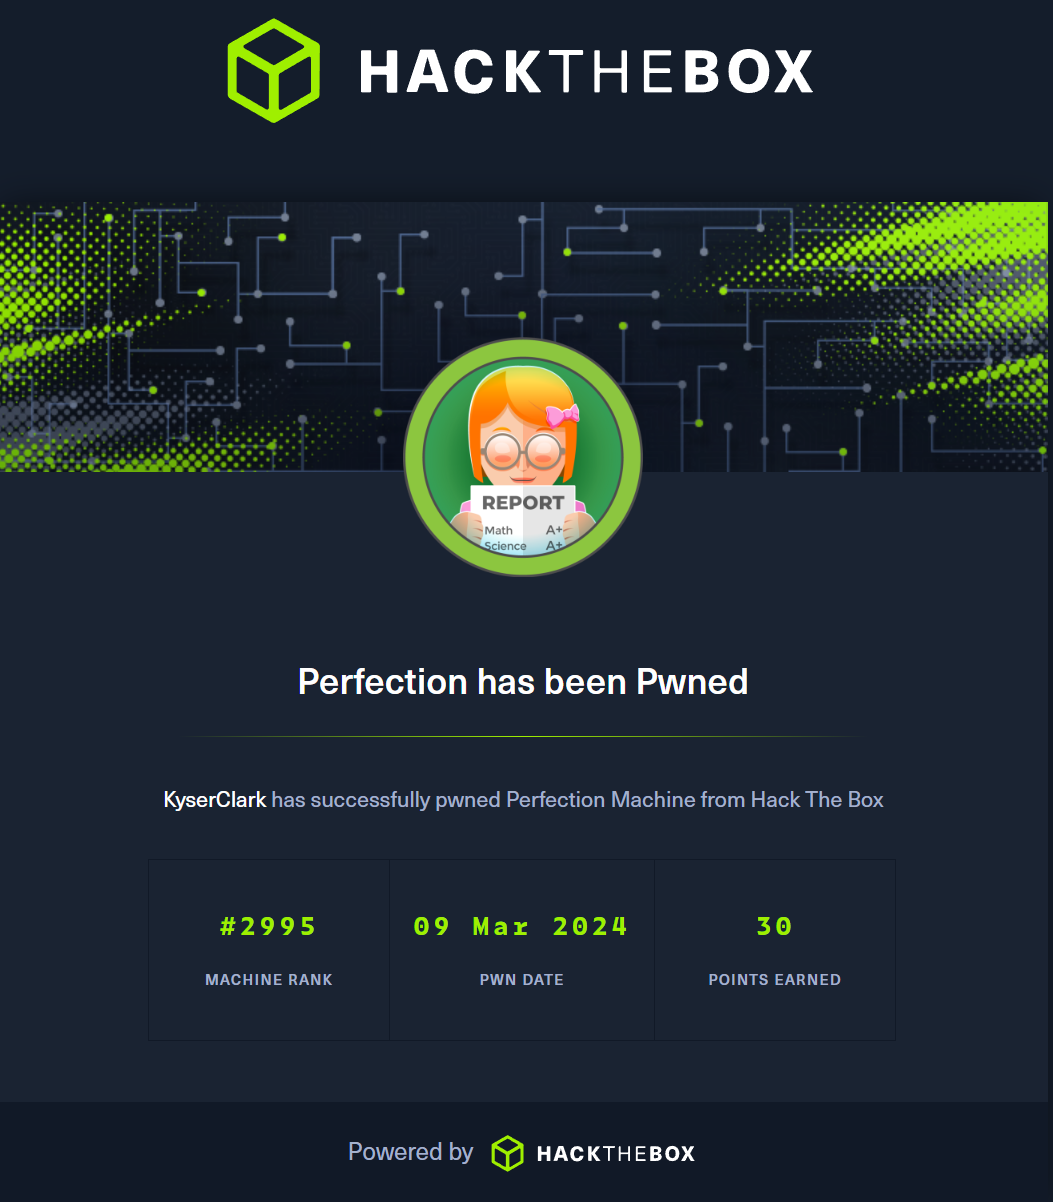 HACKTHEBOX
REPORT
Math A+
Science A+
Perfection has been Pwned
KyserClark has successfully pwned Perfection Machine from Hack The Box
#2995 09 Mar 2024 30
MACHINE RANK PWN DATE POINTS EARNED
Powered by HACKTHEBOX